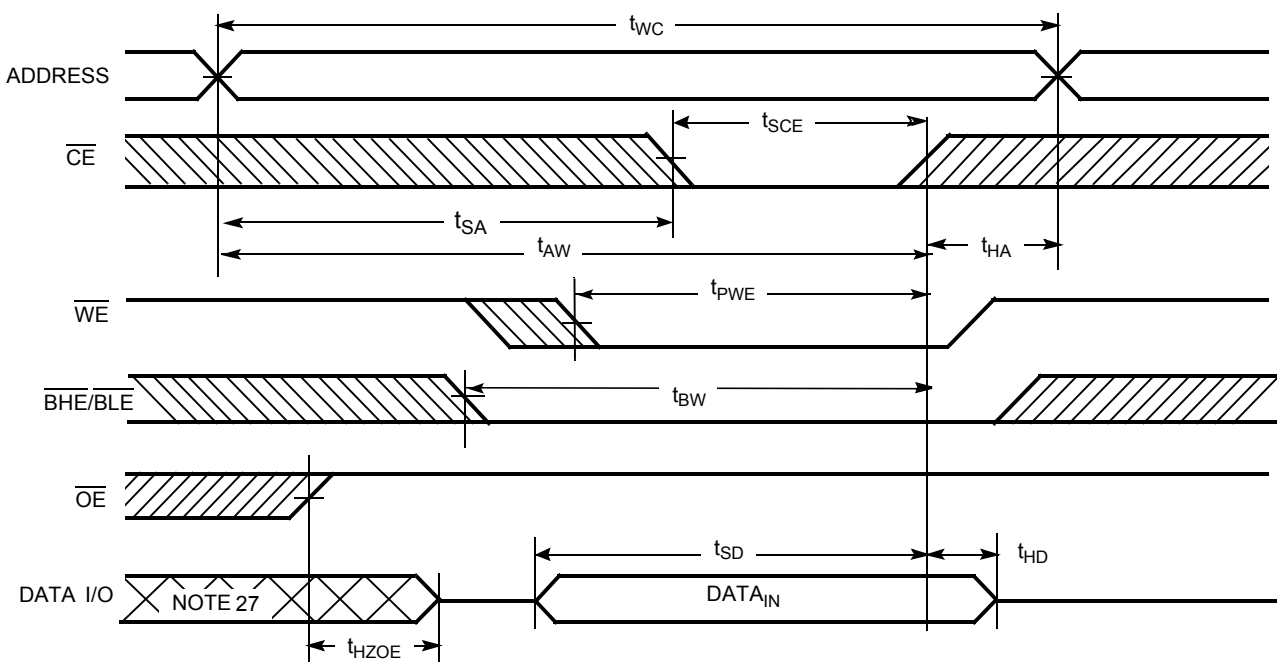 tWC
ADDRESS
tSCE
CE
tSA
tAW
tHA
tPWE
WE
tBW
BHE/BLE
OE
tSD
tHD
DATA I/O
NOTE 27
DATAIN
tHZOE